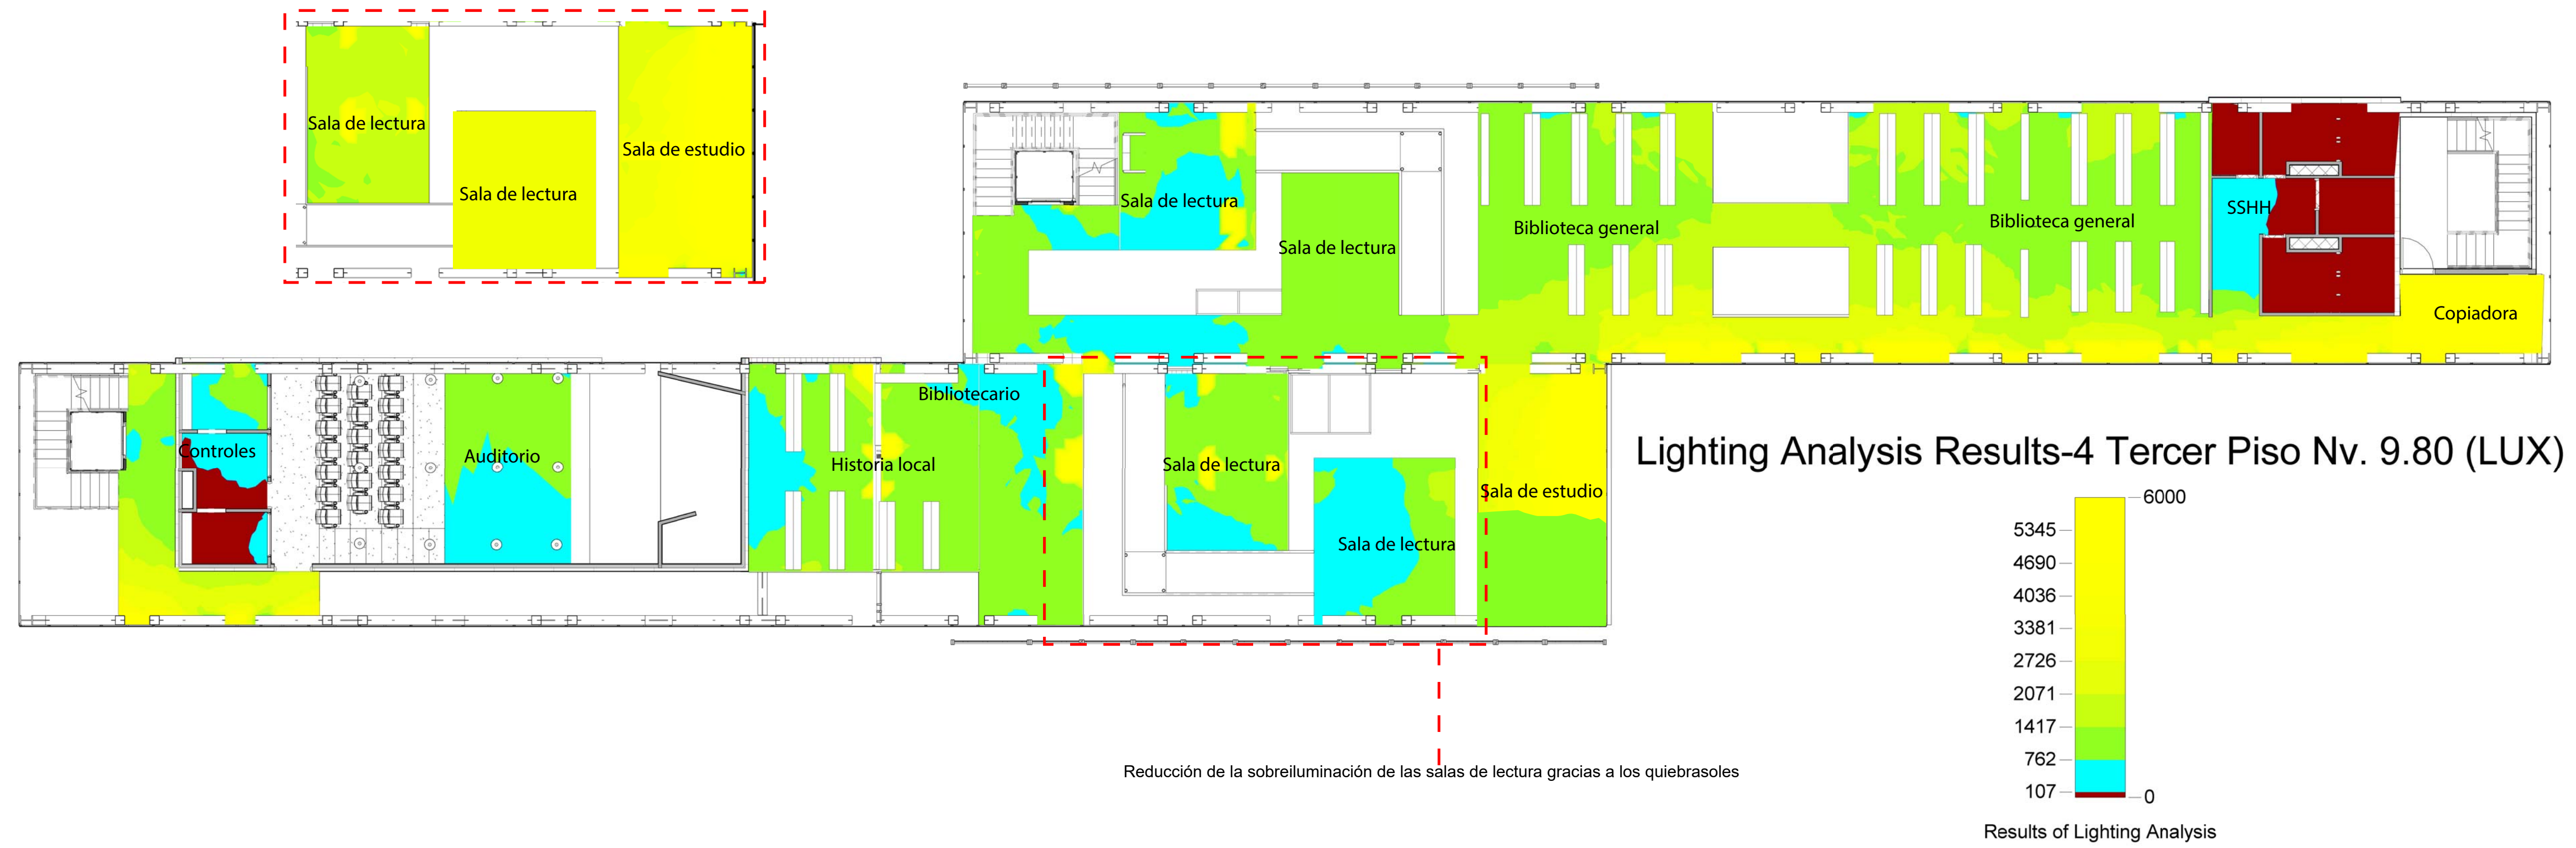 Sala de lectura
Sala de estudio
Sala de lectura
Sala de lectura
Sala de lectura
Biblioteca general
Biblioteca general
SSHH
Copiadora
Bibliotecario
Controles
Auditorio
Historia local
Sala de lectura
Sala de estudio
Sala de lectura
Lighting Analysis Results-4 Tercer Piso Nv. 9.80 (LUX)
6000
5345
4690
4036
3381
2726
2071
1417
762
107
0
Results of Lighting Analysis
Reducción de la sobreiluminación de las salas de lectura gracias a los quiebrasoles